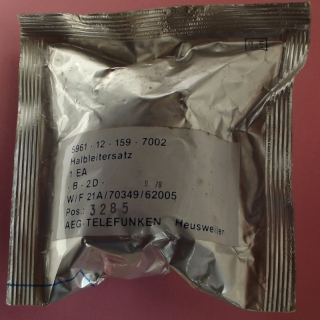 5961 - 12 - 159 - 7002
Halbleitersatz
1 EA
- B - 2D -
W/F 21A/70349/62005
Pos.: 3285
AEG-TELEFUNKEN Heusweiler